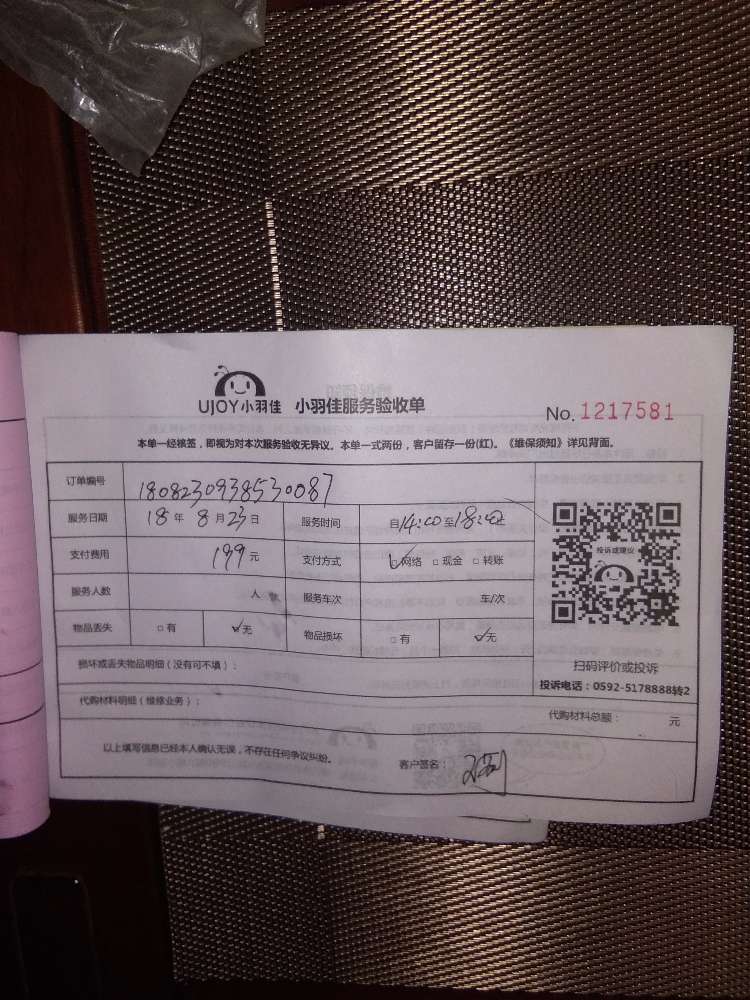 UJOY小羽佳 小羽佳服务验收单
No. 1217581
本单一经核签，即视为对本次服务验收无异议。本单一式两份，客户留存一份(红)。《维保须知》详见背面。
订单编号 1808230938530087
服务日期 18 年 8 月 23 日 服务时间 自14:00至18:00止
支付费用 199 元 支付方式 □网络 □现金 □转账
服务人数 人 服务车次 车/次
物品丢失 □有 □无 物品损坏 □有 □无
投诉或建议
扫码评价或投诉
投诉电话：0592-5178888转2
损坏或丢失物品明细（没有可不填）：
代购材料明细（维修业务）：
代购材料总额： 元
以上填写信息已经本人确认无误，不存在任何争议纠纷。 客户签名：